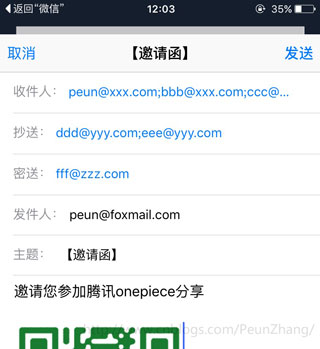 返回“微信” 12:03 35%
取消 【邀请函】 发送
收件人: peun@xxx.com;bbb@xxx.com;ccc@...
抄送: ddd@yyy.com;eee@yyy.com
密送: fff@zzz.com
发件人: peun@foxmail.com
主题: 【邀请函】
邀请您参加腾讯onepiece分享
blogs.com/PeunZhang/